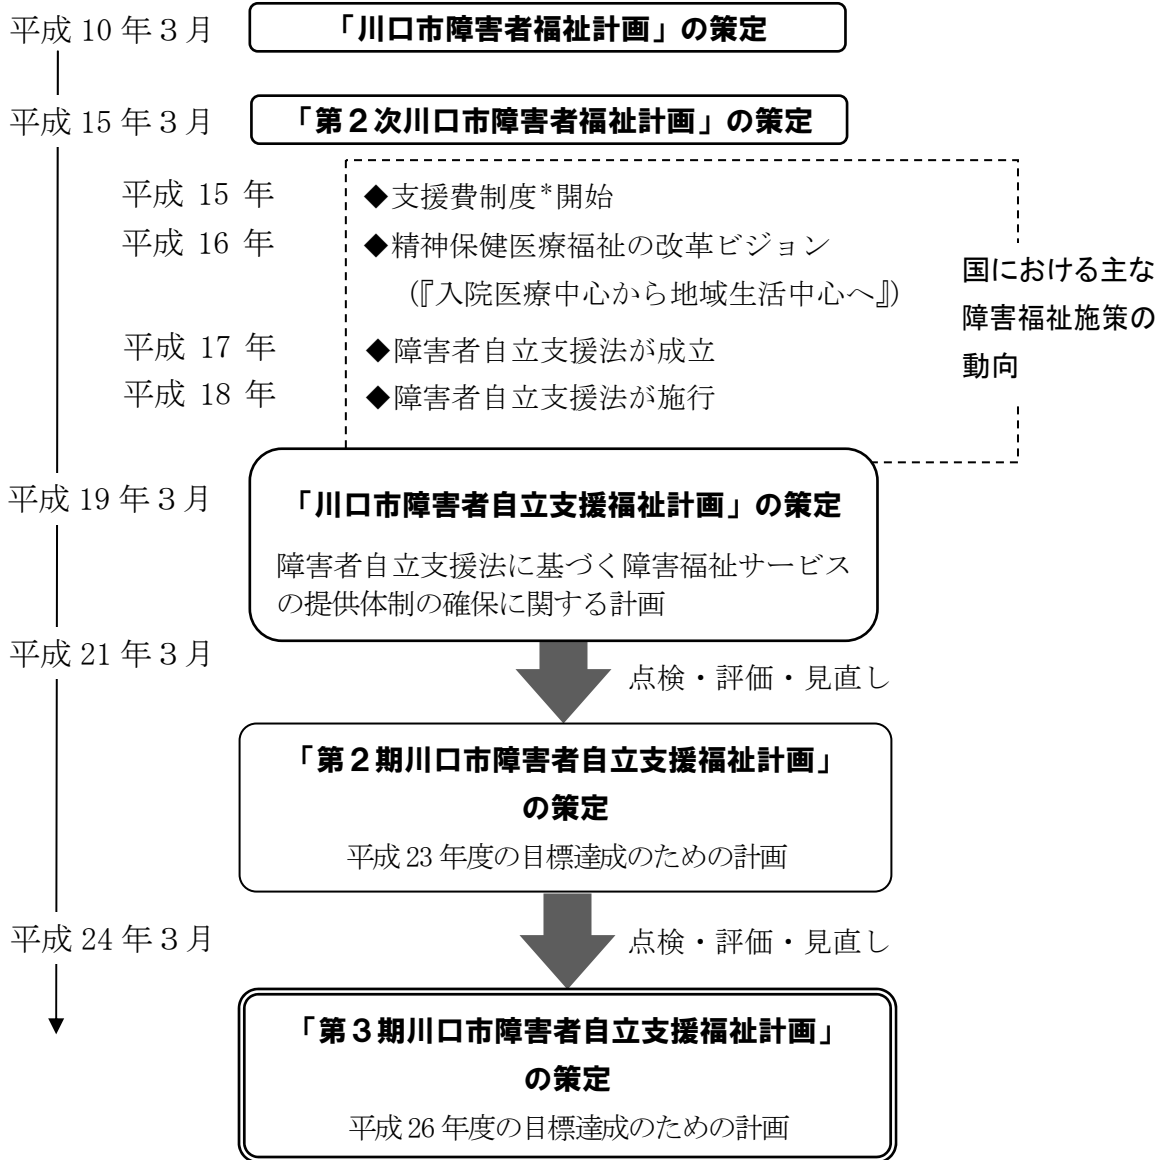 平成 10 年３月 「川口市障害者福祉計画」の策定
平成 15 年３月 「第２次川口市障害者福祉計画」の策定
平成 15 年 ◆支援費制度*開始
平成 16 年 ◆精神保健医療福祉の改革ビジョン
（『入院医療中心から地域生活中心へ』）
平成 17 年 ◆障害者自立支援法が成立
平成 18 年 ◆障害者自立支援法が施行
国における主な
障害福祉施策の
動向
平成 19 年３月 「川口市障害者自立支援福祉計画」の策定
障害者自立支援法に基づく障害福祉サービス
の提供体制の確保に関する計画
平成 21 年３月 点検・評価・見直し
「第２期川口市障害者自立支援福祉計画」
の策定
平成 23 年度の目標達成のための計画
平成 24 年３月 点検・評価・見直し
「第３期川口市障害者自立支援福祉計画」
の策定
平成 26 年度の目標達成のための計画